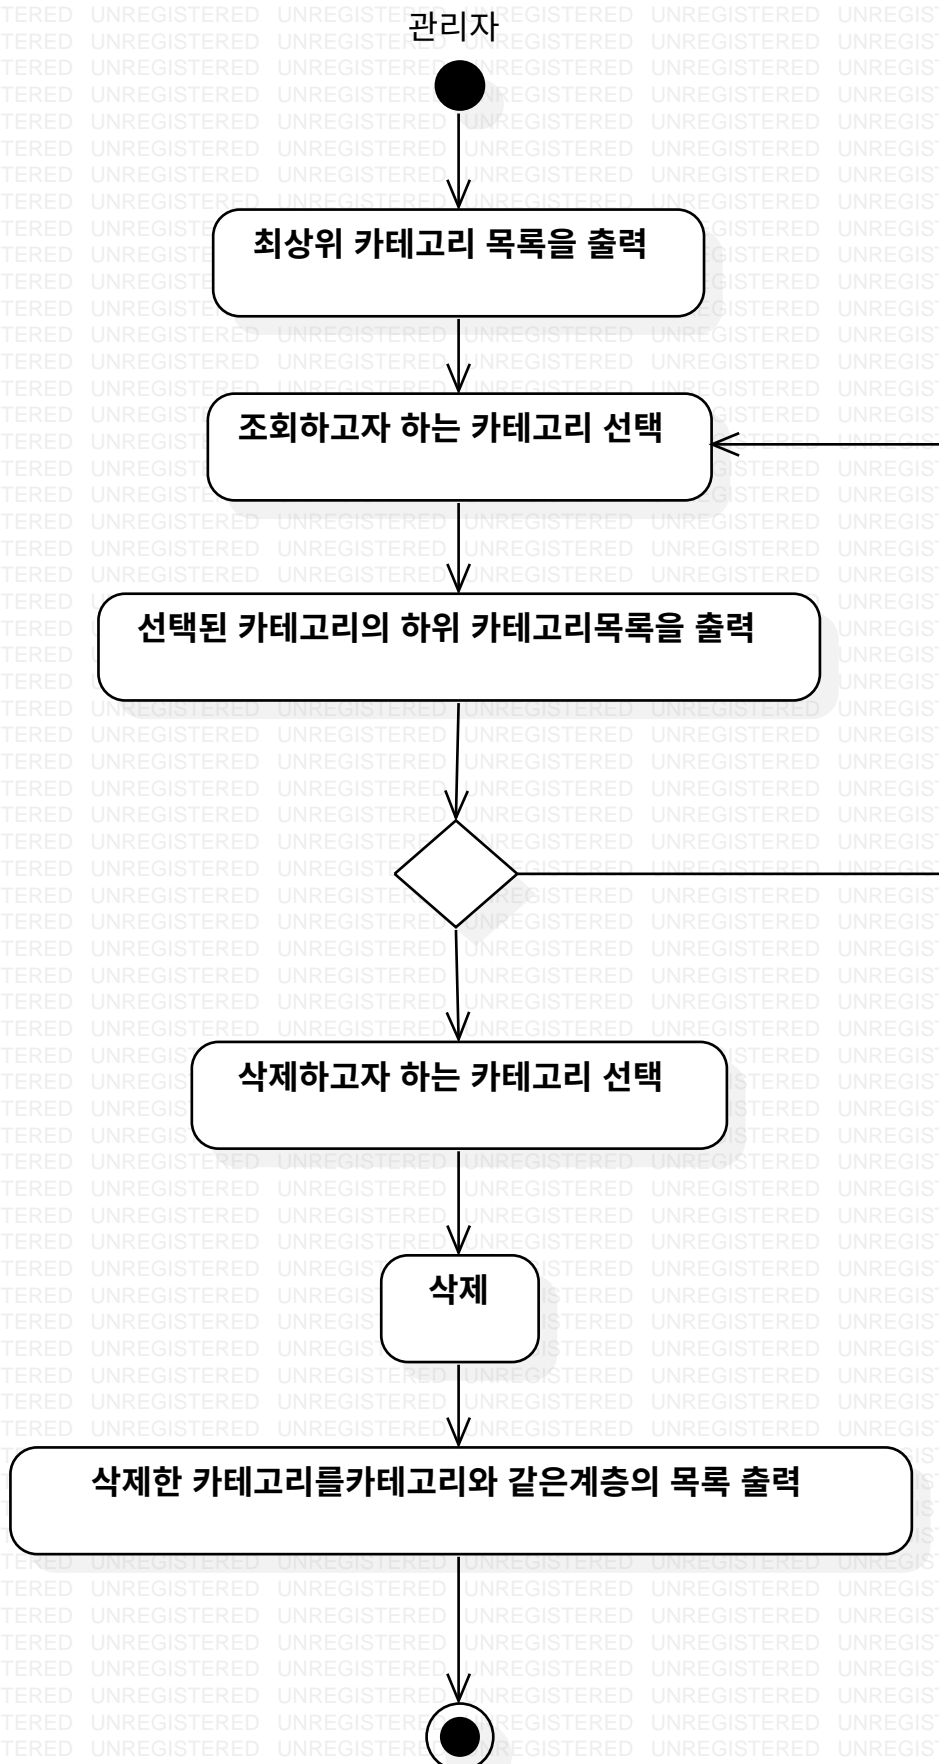 관리자
최상위 카테고리 목록을 출력
조회하고자 하는 카테고리 선택
선택된 카테고리의 하위 카테고리목록을 출력
삭제하고자 하는 카테고리 선택
삭제
삭제한 카테고리를카테고리와 같은계층의 목록 출력